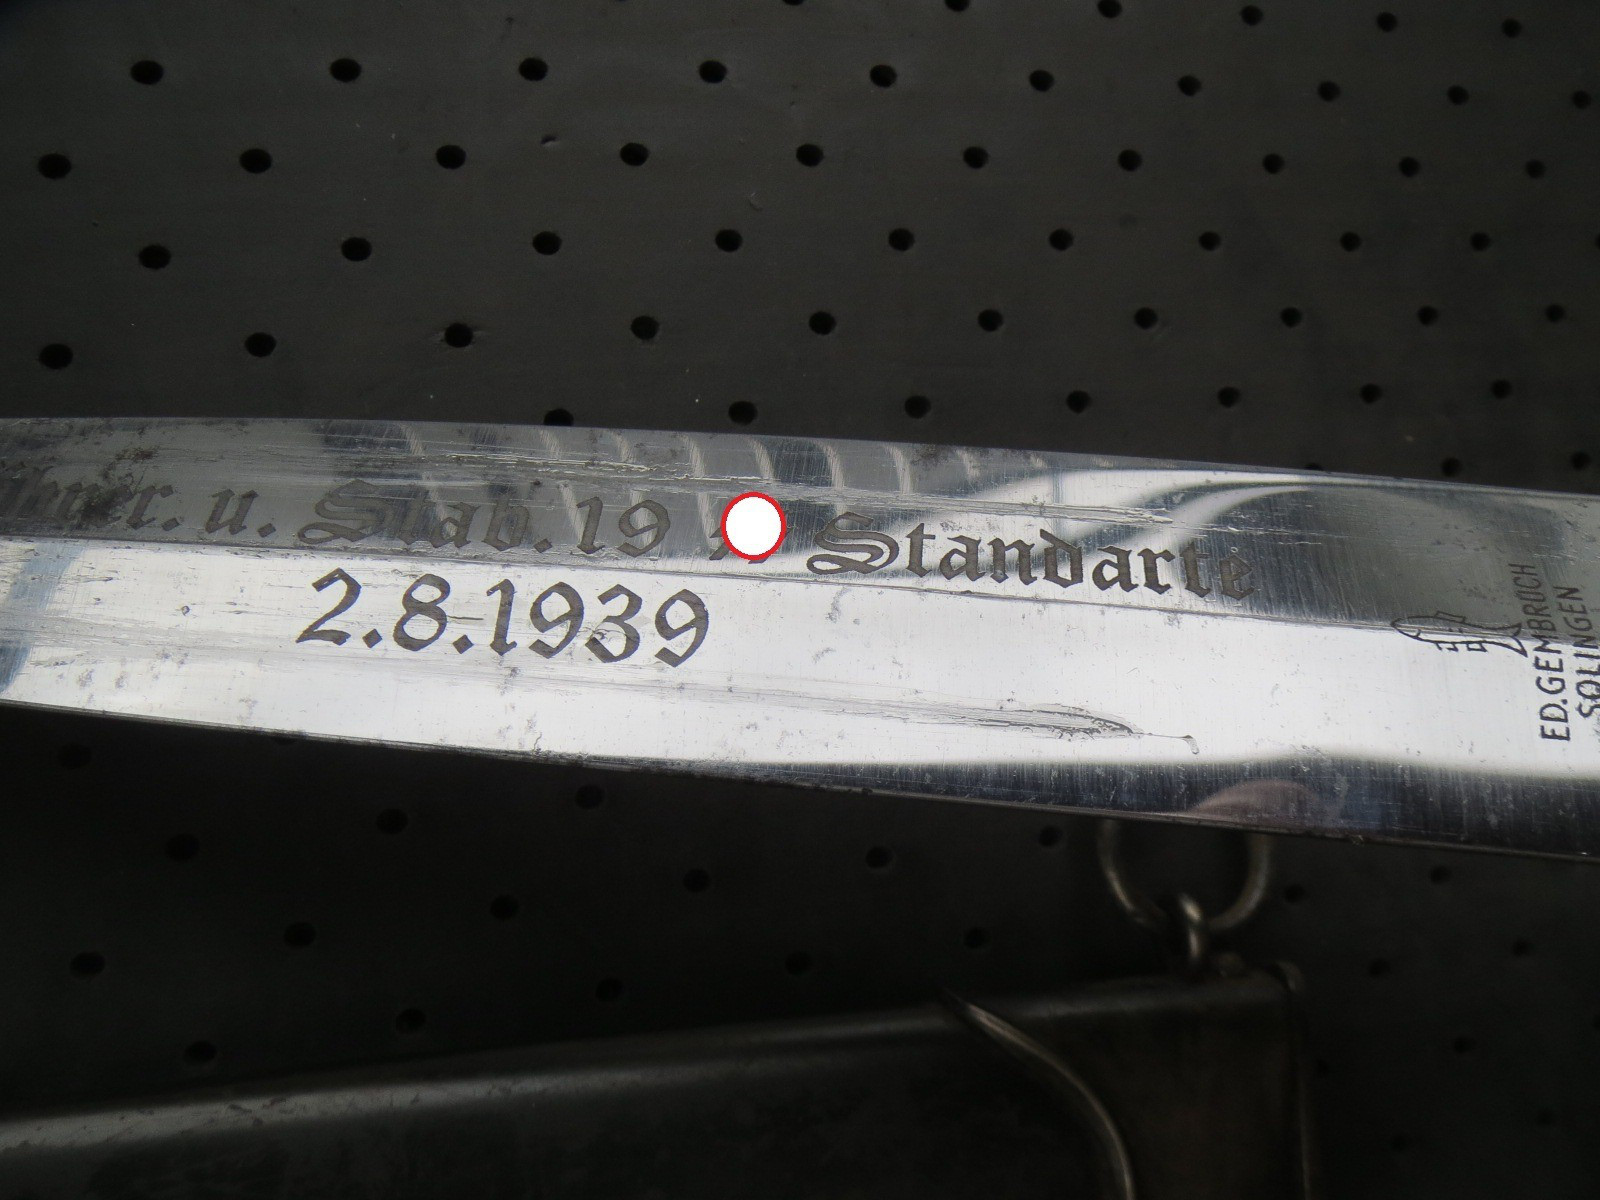 u. Stab. 19 Standarte
2.8.1939
ED. GEMBRUCH
SOLINGEN